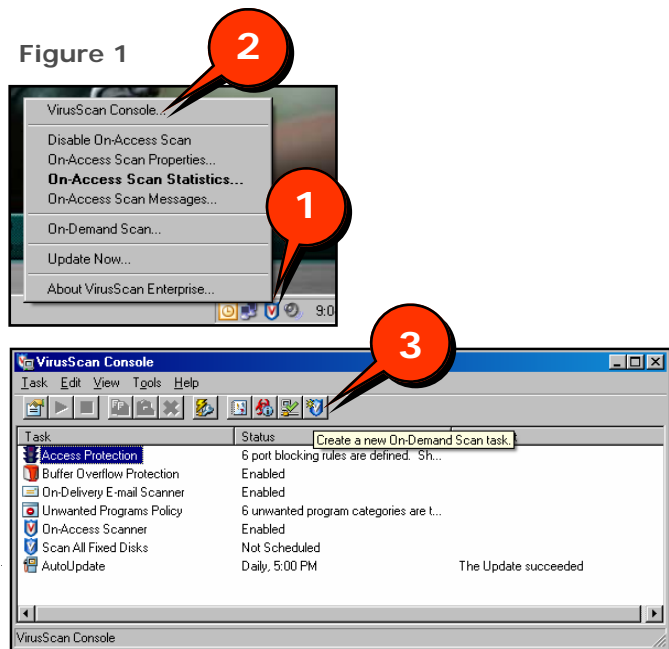 Figure 1
2
VirusScan Console...
Disable On-Access Scan
On-Access Scan Properties...
On-Access Scan Statistics...
On-Access Scan Messages...
1
On-Demand Scan...
Update Now...
About VirusScan Enterprise...
9:0
3
VirusScan Console
Task Edit View Tools Help
Task Status
Create a new On-Demand Scan task.
Access Protection 6 port blocking rules are defined. Sh...
Buffer Overflow Protection Enabled
On-Delivery E-mail Scanner Enabled
Unwanted Programs Policy 6 unwanted program categories are t...
On-Access Scanner Enabled
Scan All Fixed Disks Not Scheduled
AutoUpdate Daily, 5:00 PM The Update succeeded
VirusScan Console